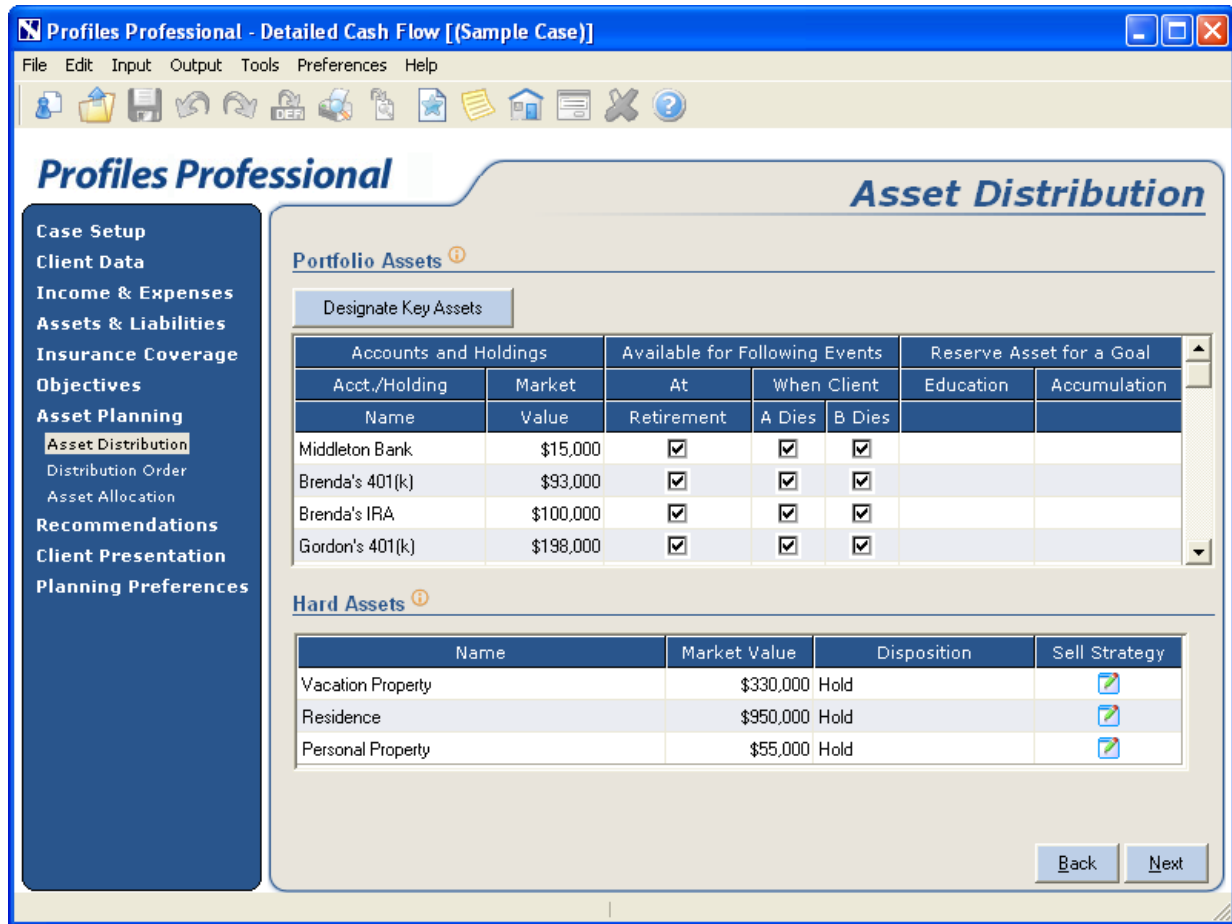 Profiles Professional - Detailed Cash Flow [(Sample Case)]
File Edit Input Output Tools Preferences Help
DEF
Profiles Professional
Asset Distribution
Case Setup
Client Data
Income & Expenses
Assets & Liabilities
Insurance Coverage
Objectives
Asset Planning
Asset Distribution
Distribution Order
Asset Allocation
Recommendations
Client Presentation
Planning Preferences
Portfolio Assets
Designate Key Assets
Accounts and Holdings Available for Following Events Reserve Asset for a Goal
Acct./Holding Market At When Client Education Accumulation
Name Value Retirement A Dies B Dies
Middleton Bank $15,000
Brenda's 401(k) $93,000
Brenda's IRA $100,000
Gordon's 401(k) $198,000
Hard Assets
Name Market Value Disposition Sell Strategy
Vacation Property $330,000 Hold
Residence $950,000 Hold
Personal Property $55,000 Hold
Back Next